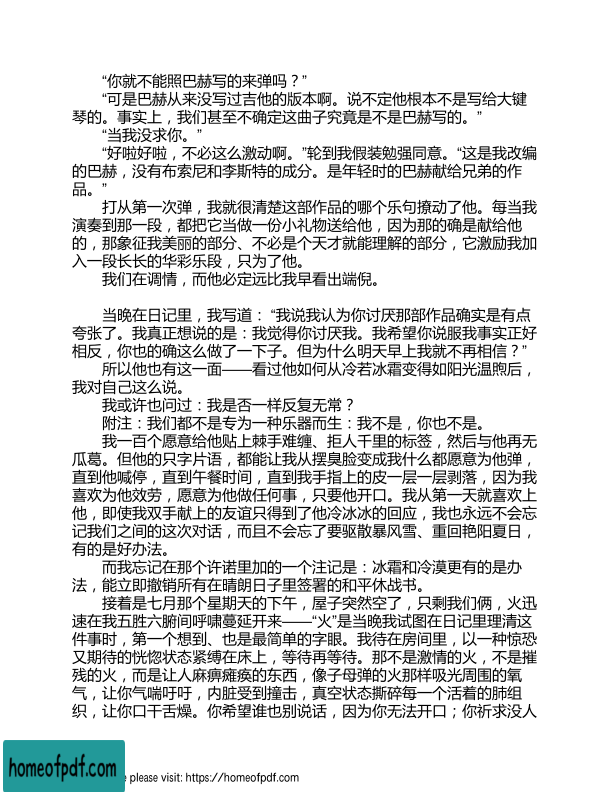 “你就不能照巴赫写的来弹吗？”
“可是巴赫从来没写过吉他的版本啊。说不定他根本不是写给大键
琴的。事实上，我们甚至不确定这曲子究竟是不是巴赫写的。”
“当我没求你。”
“好啦好啦，不必这么激动啊。”轮到我假装勉强同意。“这是我改编
的巴赫，没有布索尼和李斯特的成分。是年轻时的巴赫献给兄弟的作
品。”
打从第一次弹，我就很清楚这部作品的哪个乐句撩动了他。每当我
演奏到那一段，都把它当做一份小礼物送给他，因为那的确是献给他
的，那象征我美丽的部分、不必是个天才就能理解的部分，它激励我加
入一段长长的华彩乐段，只为了他。
我们在调情，而他必定远比我早看出端倪。
当晚在日记里，我写道： “我说我认为你讨厌那部作品确实是有点
夸张了。我真正想说的是：我觉得你讨厌我。我希望你说服我事实正好
相反，你也的确这么做了一下子。但为什么明天早上我就不再相信？”
所以他也有这一面——看过他如何从冷若冰霜变得如阳光温煦后，
我对自己这么说。
我或许也问过：我是否一样反复无常？
附注：我们都不是专为一种乐器而生：我不是，你也不是。
我一百个愿意给他贴上棘手难缠、拒人千里的标签，然后与他再无
瓜葛。但他的只字片语，都能让我从摆臭脸变成我什么都愿意为他弹，
直到他喊停，直到午餐时间，直到我手指上的皮一层一层剥落，因为我
喜欢为他效劳，愿意为他做任何事，只要他开口。我从第一天就喜欢上
他，即使我双手献上的友谊只得到了他冷冰冰的回应，我也永远不会忘
记我们之间的这次对话，而且不会忘了要驱散暴风雪、重回艳阳夏日，
有的是好办法。
而我忘记在那个许诺里加的一个注记是：冰霜和冷漠更有的是办
法，能立即撤销所有在晴朗日子里签署的和平休战书。
接着是七月那个星期天的下午，屋子突然空了，只剩我们俩，火迅
速在我五胜六腑间呼啸蔓延开来——“火”是当晚我试图在日记里理清这
件事时，第一个想到、也是最简单的字眼。我待在房间里，以一种惊恐
又期待的恍惚状态紧缚在床上，等待再等待。那不是激情的火，不是摧
残的火，而是让人麻痹瘫痪的东西，像子母弹的火那样吸光周围的氧
气，让你气喘吁吁，内脏受到撞击，真空状态撕碎每一个活着的肺组
织，让你口干舌燥。你希望谁也别说话，因为你无法开口；你祈求没人
homeofpdf.com
e please visit: https://homeofpdf.com